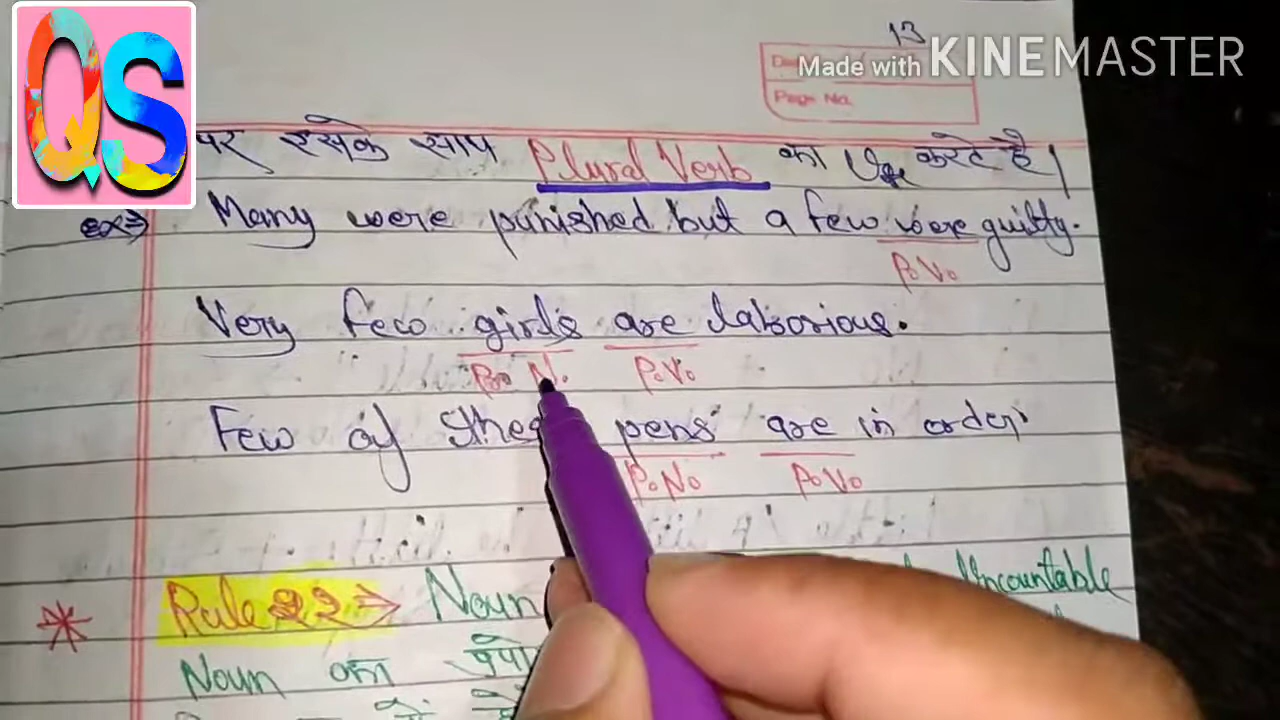 QS
13
Made with KINEMASTER
Page No.
पर इसके साथ Plural Verb का Use करते है।
ex⇒ Many were punished but a few were guilty.
P.V.
Very few girls are laborious.
P. N. P.V.
Few of these pens are in order.
P.N. P.V.
* Rule 22 ⇒ Noun Uncountable
Noun का